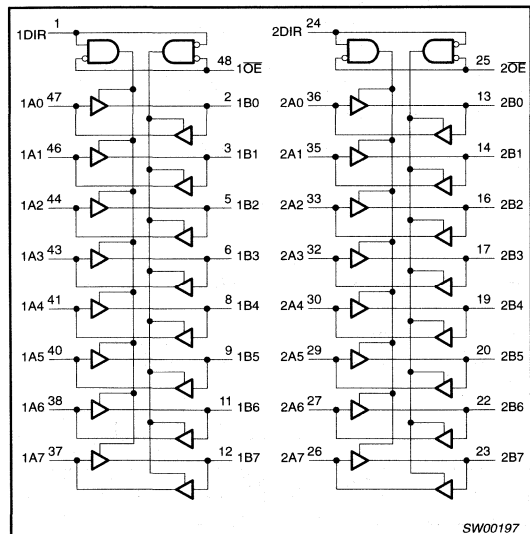 1DIR 1 2DIR 24
48 1O̅E̅ 25 2O̅E̅
1A0 47 2 1B0 2A0 36 13 2B0
1A1 46 3 1B1 2A1 35 14 2B1
1A2 44 5 1B2 2A2 33 16 2B2
1A3 43 6 1B3 2A3 32 17 2B3
1A4 41 8 1B4 2A4 30 19 2B4
1A5 40 9 1B5 2A5 29 20 2B5
1A6 38 11 1B6 2A6 27 22 2B6
1A7 37 12 1B7 2A7 26 23 2B7
SW00197